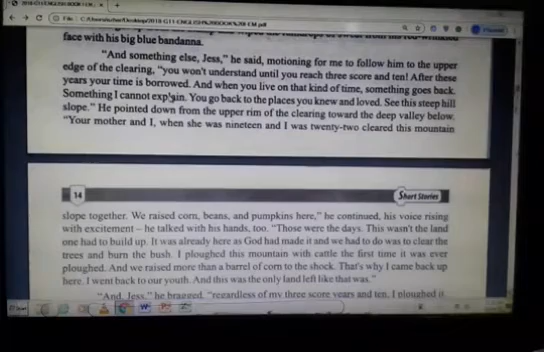 face with his big blue bandanna.
"And something else, Jess," he said, motioning for me to follow him to the upper
edge of the clearing, "you won't understand until you reach three score and ten! After these
years your time is borrowed. And when you live on that kind of time, something goes back.
Something I cannot explain. You go back to the places you knew and loved. See this steep hill
slope." He pointed down from the upper rim of the clearing toward the deep valley below.
"Your mother and I, when she was nineteen and I was twenty-two cleared this mountain
14
Short Stories
slope together. We raised corn, beans, and pumpkins here," he continued, his voice rising
with excitement – he talked with his hands, too. "Those were the days. This wasn't the land
one had to build up. It was already here as God had made it and we had to do was to clear the
trees and burn the bush. I ploughed this mountain with cattle the first time it was ever
ploughed. And we raised more than a barrel of corn to the shock. That's why I came back up
here. I went back to our youth. And this was the only land left like that was."
"And, Jess," he bragged, "regardless of my three score years and ten, I ploughed it